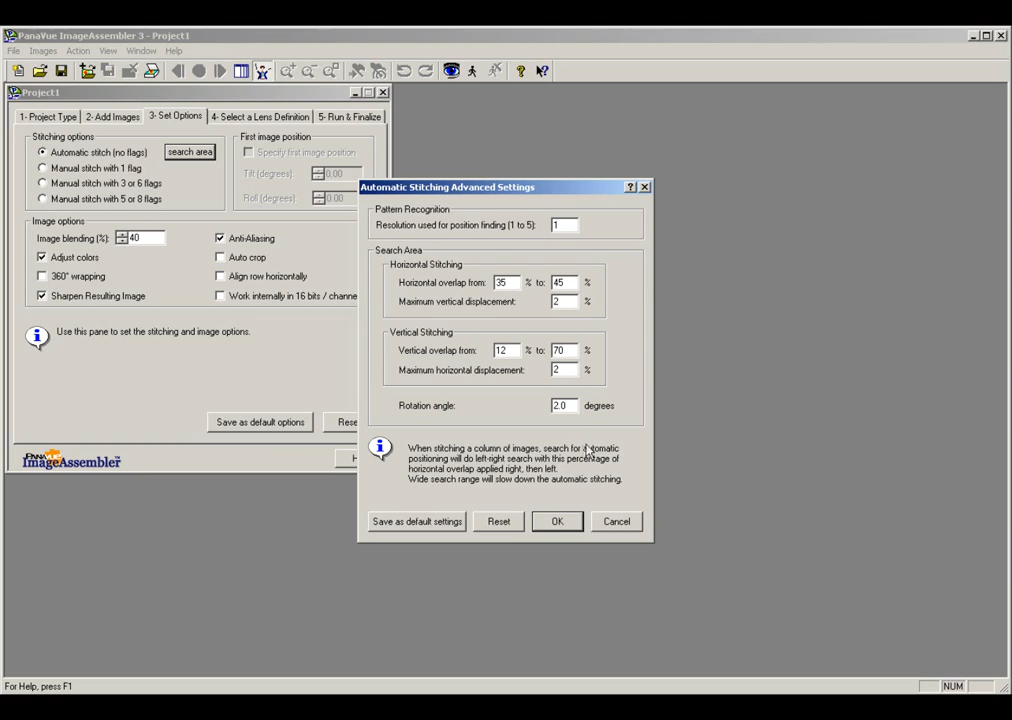 PanaVue ImageAssembler 3 - Project1
File Images Action View Window Help
Project1
1- Project Type 2- Add Images 3- Set Options 4- Select a Lens Definition 5- Run & Finalize
Stitching options
Automatic stitch (no flags) search area
Manual stitch with 1 flag
Manual stitch with 3 or 6 flags
Manual stitch with 5 or 8 flags
First image position
Specify first image position
Tilt (degrees): 0.00
Roll (degrees): 0.00
Image options
Image blending (%): 40 Anti-Aliasing
Adjust colors Auto crop
360° wrapping Align row horizontally
Sharpen Resulting Image Work internally in 16 bits / channe
Use this pane to set the stitching and image options.
Save as default options Rese
ImageAssembler H
Automatic Stitching Advanced Settings
Pattern Recognition
Resolution used for position finding (1 to 5): 1
Search Area
Horizontal Stitching
Horizontal overlap from: 35 % to: 45 %
Maximum vertical displacement: 2 %
Vertical Stitching
Vertical overlap from: 12 % to: 70 %
Maximum horizontal displacement: 2 %
Rotation angle: 2.0 degrees
When stitching a column of images, search for automatic
positioning will do left-right search with this percentage of
horizontal overlap applied right, then left.
Wide search range will slow down the automatic stitching.
Save as default settings Reset OK Cancel
For Help, press F1 NUM